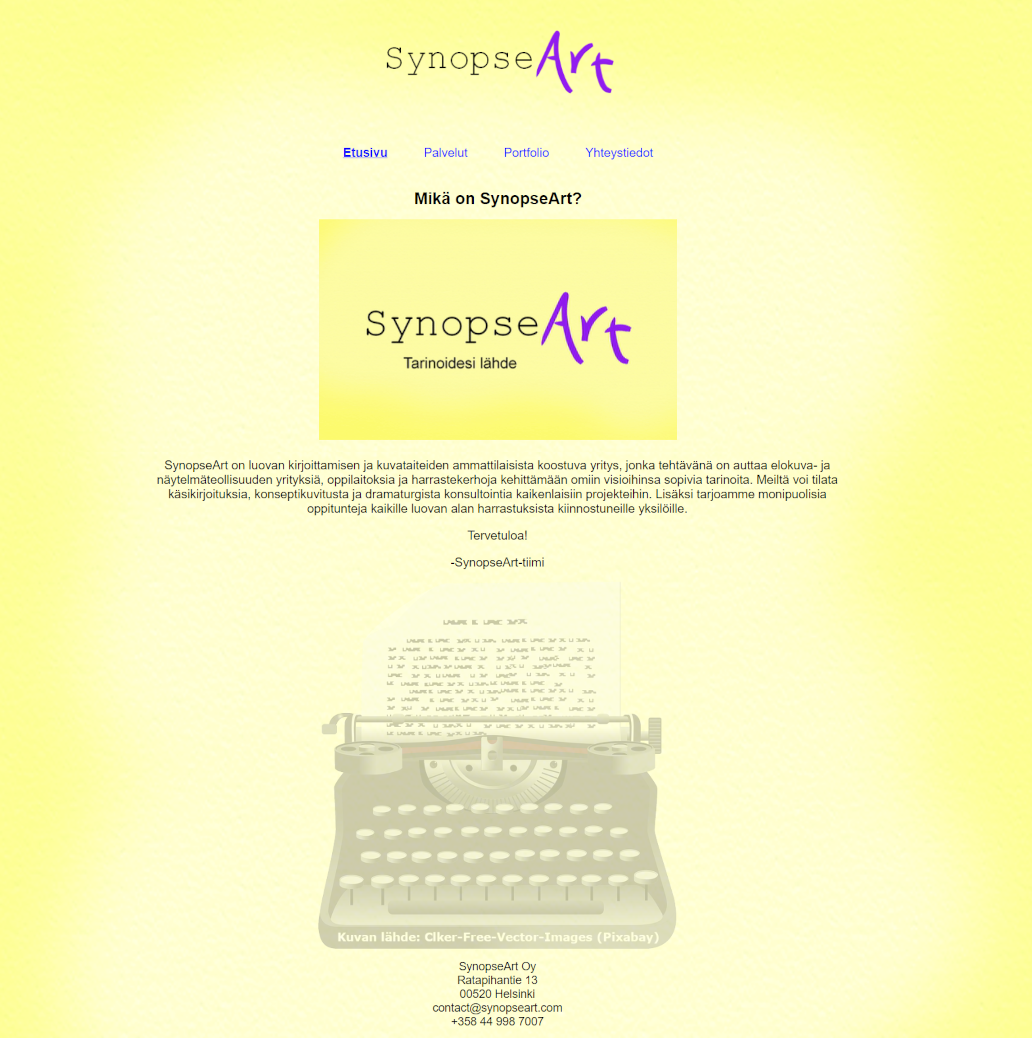 SynopseArt
Etusivu Palvelut Portfolio Yhteystiedot
Mikä on SynopseArt?
SynopseArt
Tarinoidesi lähde
SynopseArt on luovan kirjoittamisen ja kuvataiteiden ammattilaisista koostuva yritys, jonka tehtävänä on auttaa elokuva- ja
näytelmäteollisuuden yrityksiä, oppilaitoksia ja harrastekerhoja kehittämään omiin visioihinsa sopivia tarinoita. Meiltä voi tilata
käsikirjoituksia, konseptikuvitusta ja dramaturgista konsultointia kaikenlaisiin projekteihin. Lisäksi tarjoamme monipuolisia
oppitunteja kaikille luovan alan harrastuksista kiinnostuneille yksilöille.
Tervetuloa!
-SynopseArt-tiimi
Kuvan lähde: Clker-Free-Vector-Images (Pixabay)
SynopseArt Oy
Ratapihantie 13
00520 Helsinki
contact@synopseart.com
+358 44 998 7007